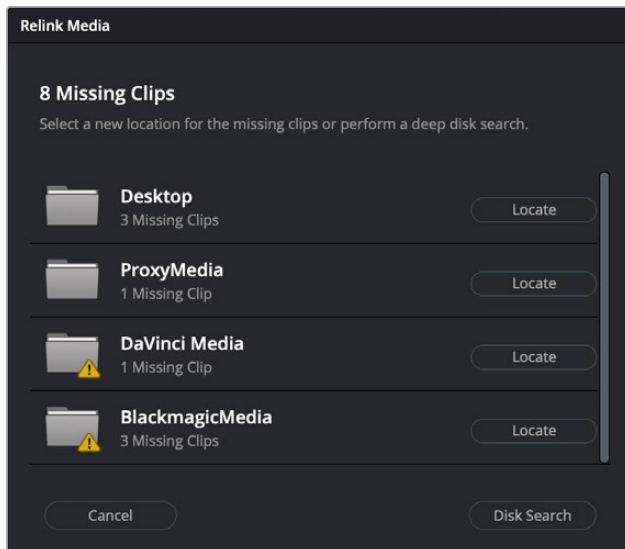 Relink Media
8 Missing Clips
Select a new location for the missing clips or perform a deep disk search.
Desktop
3 Missing Clips
Locate
ProxyMedia
1 Missing Clip
Locate
DaVinci Media
1 Missing Clip
Locate
BlackmagicMedia
3 Missing Clips
Locate
Cancel
Disk Search